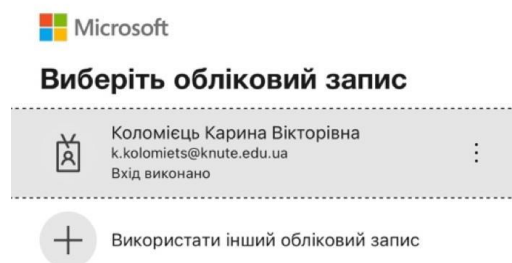 Microsoft
Виберіть обліковий запис
Коломієць Карина Вікторівна
k.kolomiets@knute.edu.ua
Вхід виконано
Використати інший обліковий запис